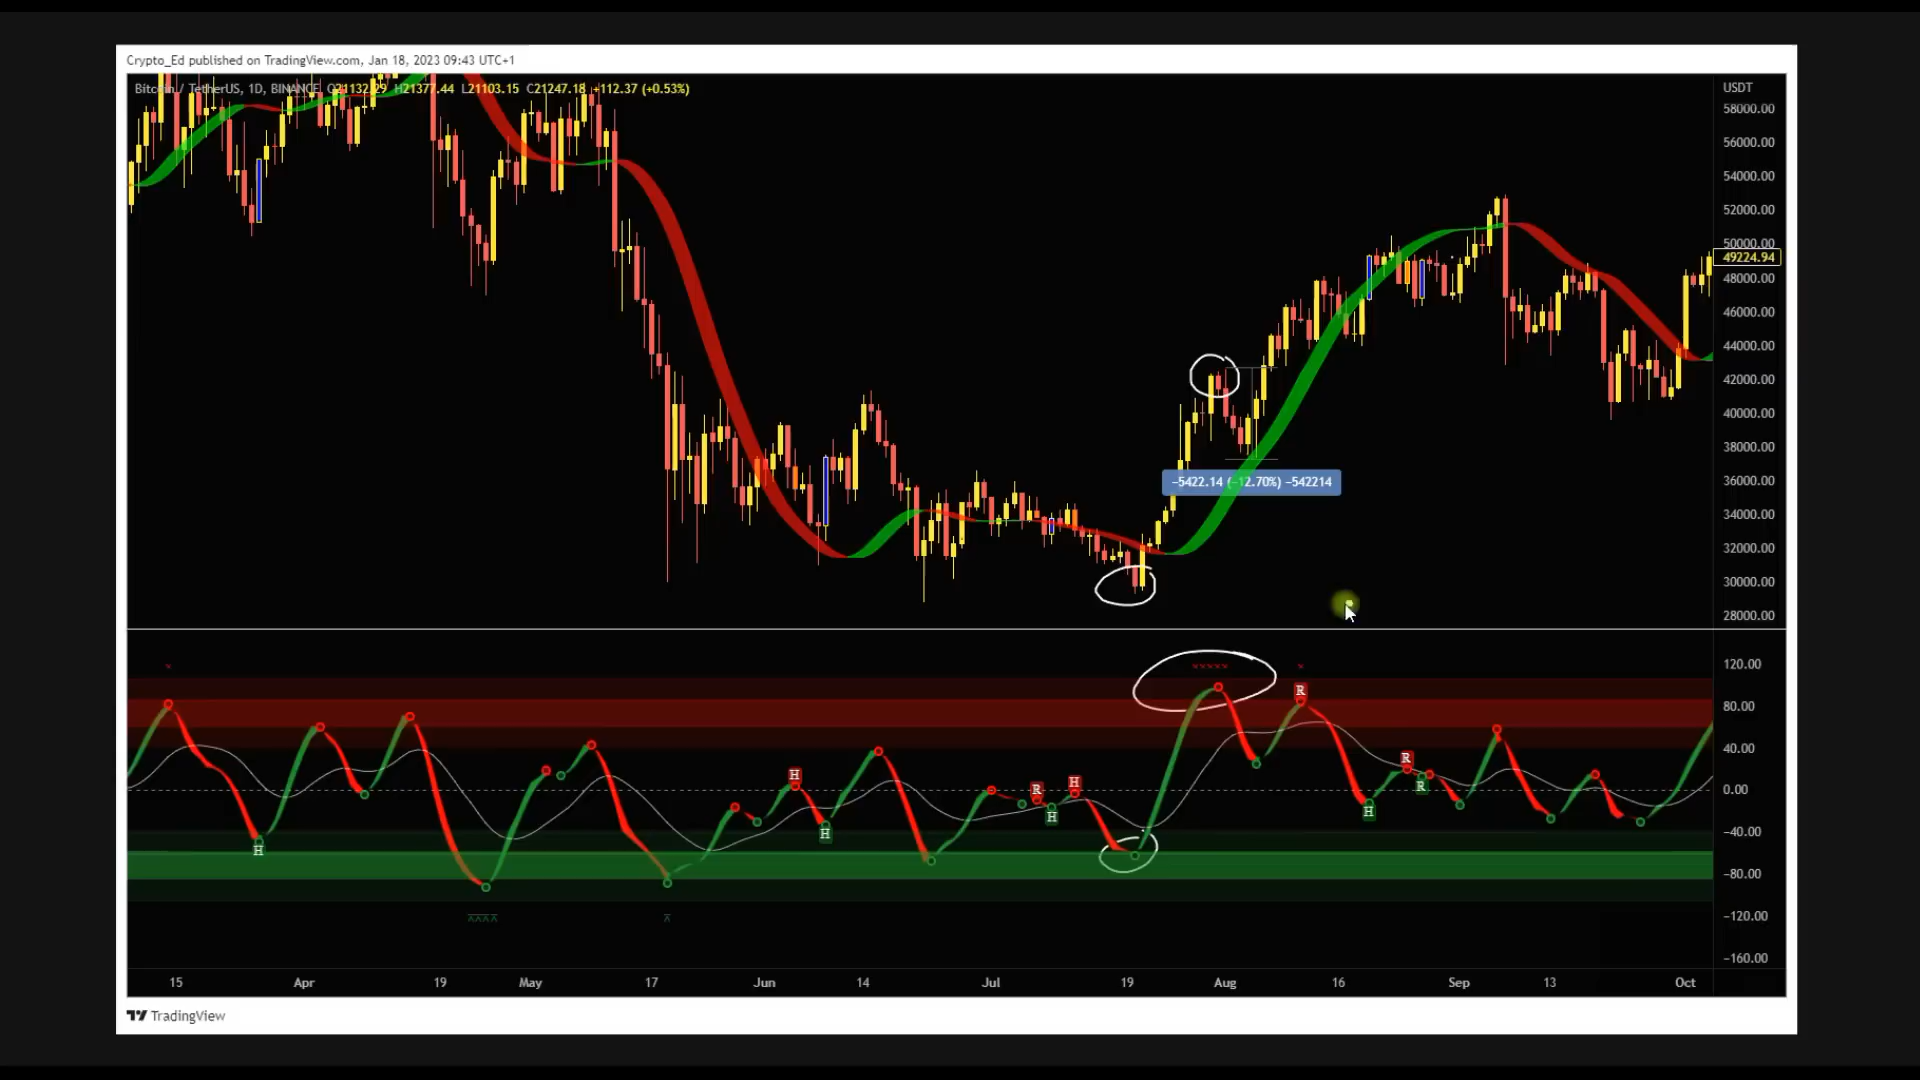 Crypto_Ed published on TradingView.com, Jan 18, 2023 09:43 UTC+1
Bitcoin / TetherUS, 1D, BINANCE O21132.29 H21377.44 L21103.15 C21247.18 +112.37 (+0.53%)
USDT
58000.00
56000.00
54000.00
52000.00
50000.00
49224.94
48000.00
46000.00
44000.00
42000.00
40000.00
38000.00
36000.00
34000.00
32000.00
30000.00
28000.00
−5422.14 (−12.70%) −542214
120.00
80.00
40.00
0.00
−40.00
−80.00
−120.00
−160.00
H
H
H
R
H
H
R
H
R
R
15 Apr 19 May 17 Jun 14 Jul 19 Aug 16 Sep 13 Oct
TradingView